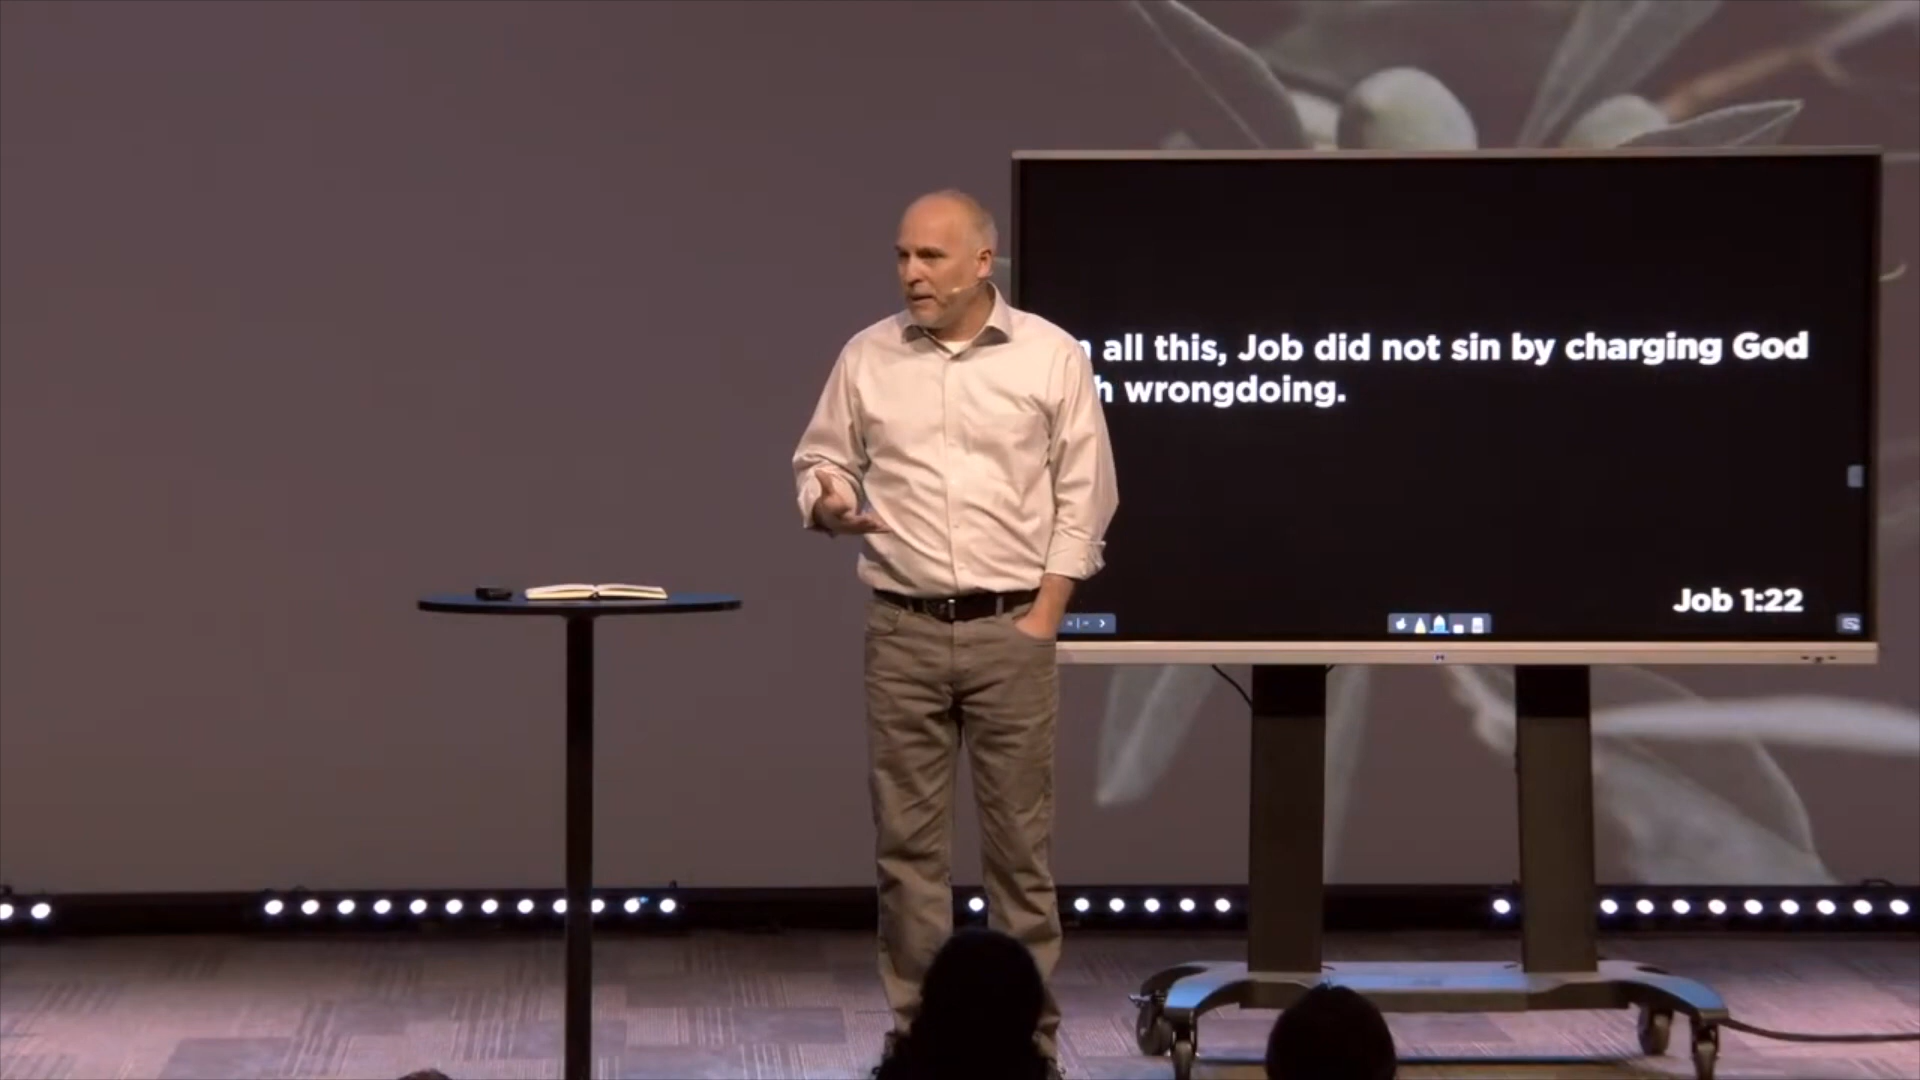 all this, Job did not sin by charging God
wrongdoing.
Job 1:22